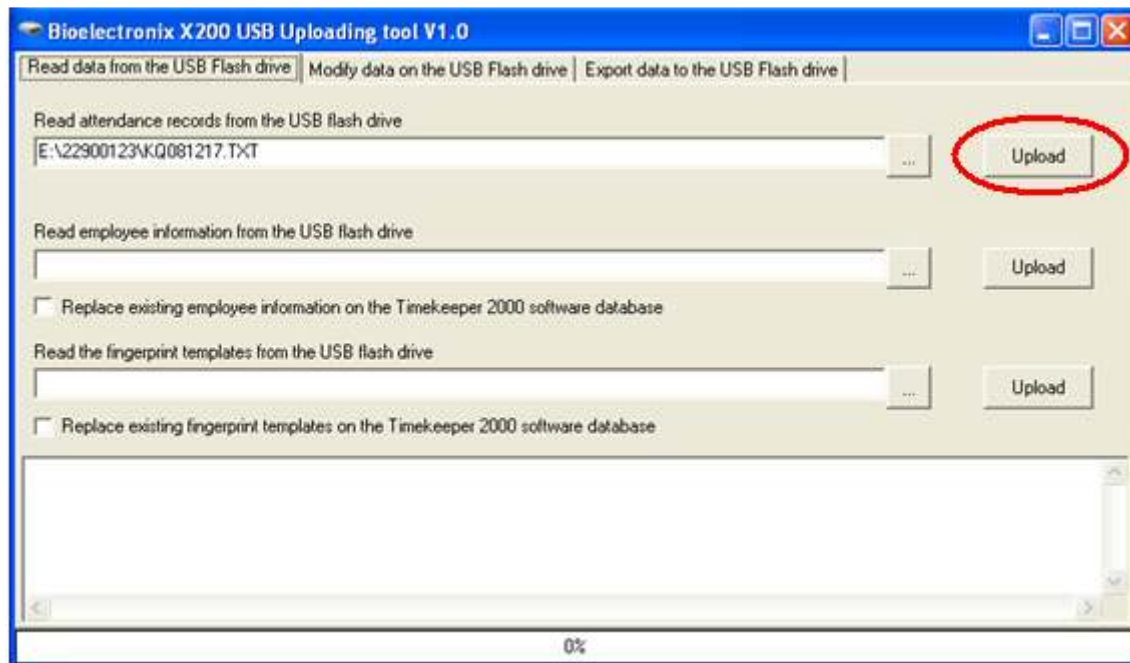 Bioelectronix X200 USB Uploading tool V1.0
Read data from the USB Flash drive Modify data on the USB Flash drive Export data to the USB Flash drive
Read attendance records from the USB flash drive
E:\22900123\KQ081217.TXT ... Upload
Read employee information from the USB flash drive
... Upload
Replace existing employee information on the Timekeeper 2000 software database
Read the fingerprint templates from the USB flash drive
... Upload
Replace existing fingerprint templates on the Timekeeper 2000 software database
0%